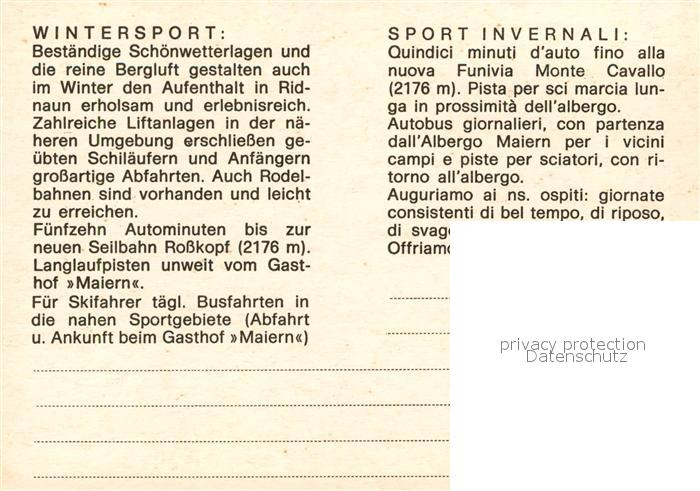 WINTERSPORT:
Beständige Schönwetterlagen und
die reine Bergluft gestalten auch
im Winter den Aufenthalt in Rid-
naun erholsam und erlebnisreich.
Zahlreiche Liftanlagen in der nä-
heren Umgebung erschließen ge-
übten Schiläufern und Anfängern
großartige Abfahrten. Auch Rodel-
bahnen sind vorhanden und leicht
zu erreichen.
Fünfzehn Autominuten bis zur
neuen Seilbahn Roßkopf (2176 m).
Langlaufpisten unweit vom Gast-
hof »Maiern«.
Für Skifahrer tägl. Busfahrten in
die nahen Sportgebiete (Abfahrt
u. Ankunft beim Gasthof »Maiern«)
SPORT INVERNALI:
Quindici minuti d'auto fino alla
nuova Funivia Monte Cavallo
(2176 m). Pista per sci marcia lun-
ga in prossimità dell'albergo.
Autobus giornalieri, con partenza
dall'Albergo Maiern per i vicini
campi e piste per sciatori, con ri-
torno all'albergo.
Auguriamo ai ns. ospiti: giornate
consistenti di bel tempo, di riposo,
di
Offriamo
privacy protection
Datenschutz